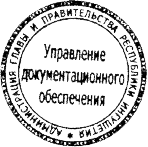 АДМИНИСТРАЦИЯ ГЛАВЫ И ПРАВИТЕЛЬСТВА РЕСПУБЛИКИ ИНГУШЕТИЯ *
Управление
документационного
обеспечения